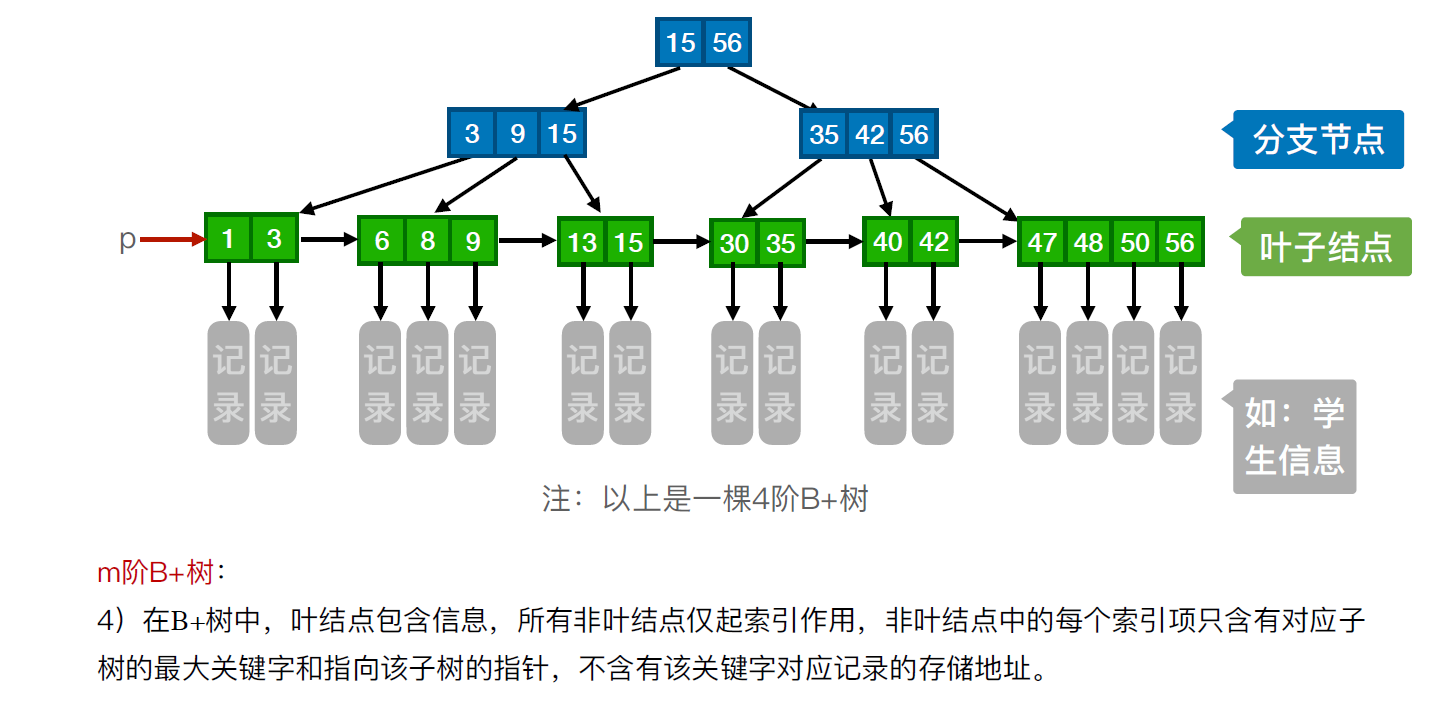 15 56
3 9 15
35 42 56
分支节点
p
1 3
6 8 9
13 15
30 35
40 42
47 48 50 56
叶子结点
记录 记录
记录 记录 记录
记录 记录
记录 记录
记录 记录
记录 记录 记录 记录
如：学
生信息
注：以上是一棵4阶B+树
m阶B+树：
4）在B+树中，叶结点包含信息，所有非叶结点仅起索引作用，非叶结点中的每个索引项只含有对应子
树的最大关键字和指向该子树的指针，不含有该关键字对应记录的存储地址。